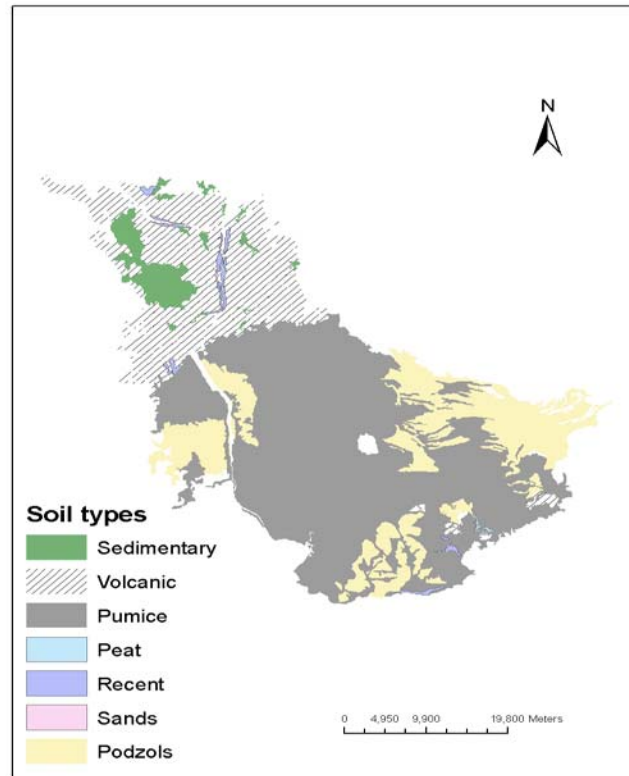 N
Soil types
Sedimentary
Volcanic
Pumice
Peat
Recent
Sands
Podzols
0 4,950 9,900 19,800 Meters